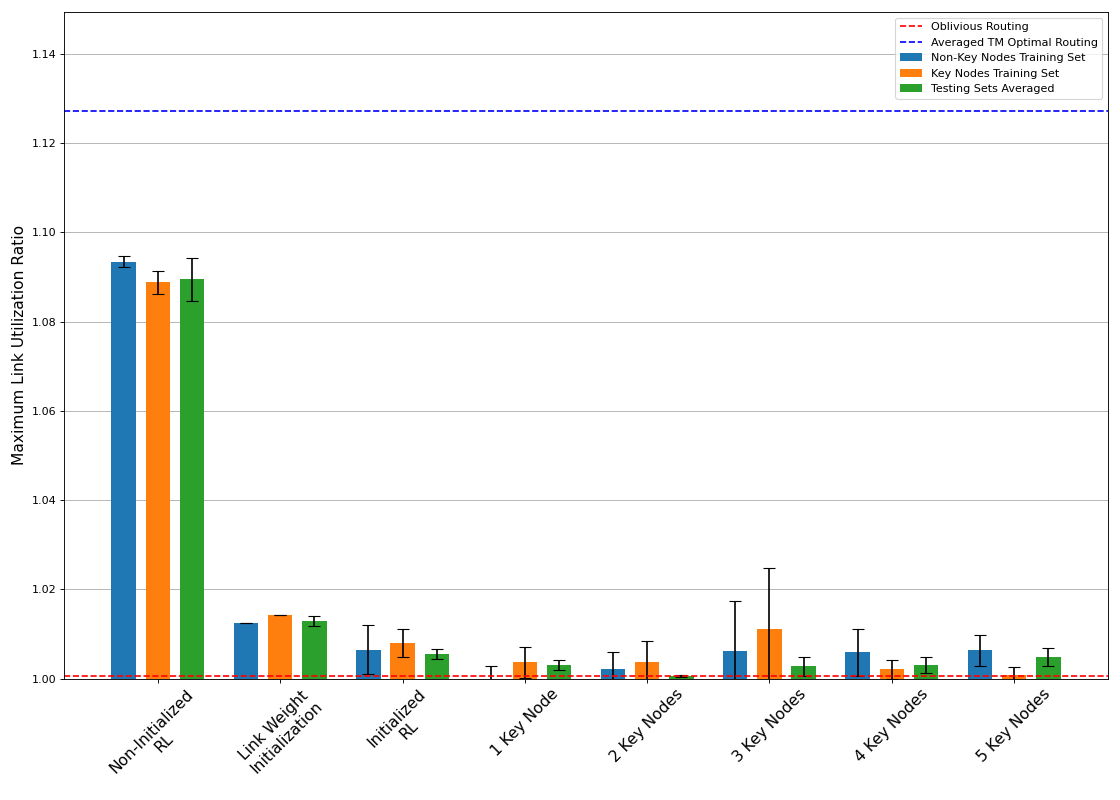 Maximum Link Utilization Ratio
1.14
1.12
1.10
1.08
1.06
1.04
1.02
1.00
Oblivious Routing
Averaged TM Optimal Routing
Non-Key Nodes Training Set
Key Nodes Training Set
Testing Sets Averaged
Non-Initialized
RL
Link Weight
Initialization
Initialized
RL
1 Key Node
2 Key Nodes
3 Key Nodes
4 Key Nodes
5 Key Nodes